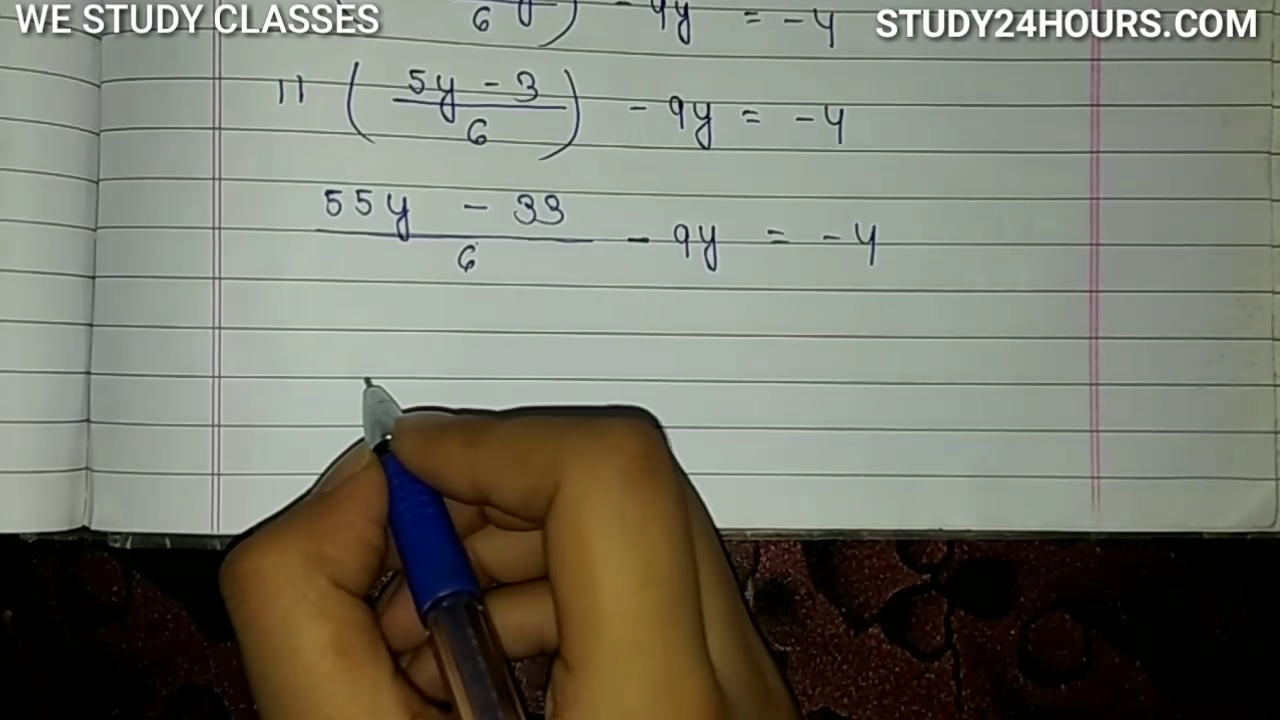 WE STUDY CLASSES
STUDY24HOURS.COM
6 ) - 9y = -4
11 ( 5y - 3 / 6 ) - 9y = -4
55y - 33 / 6 - 9y = -4